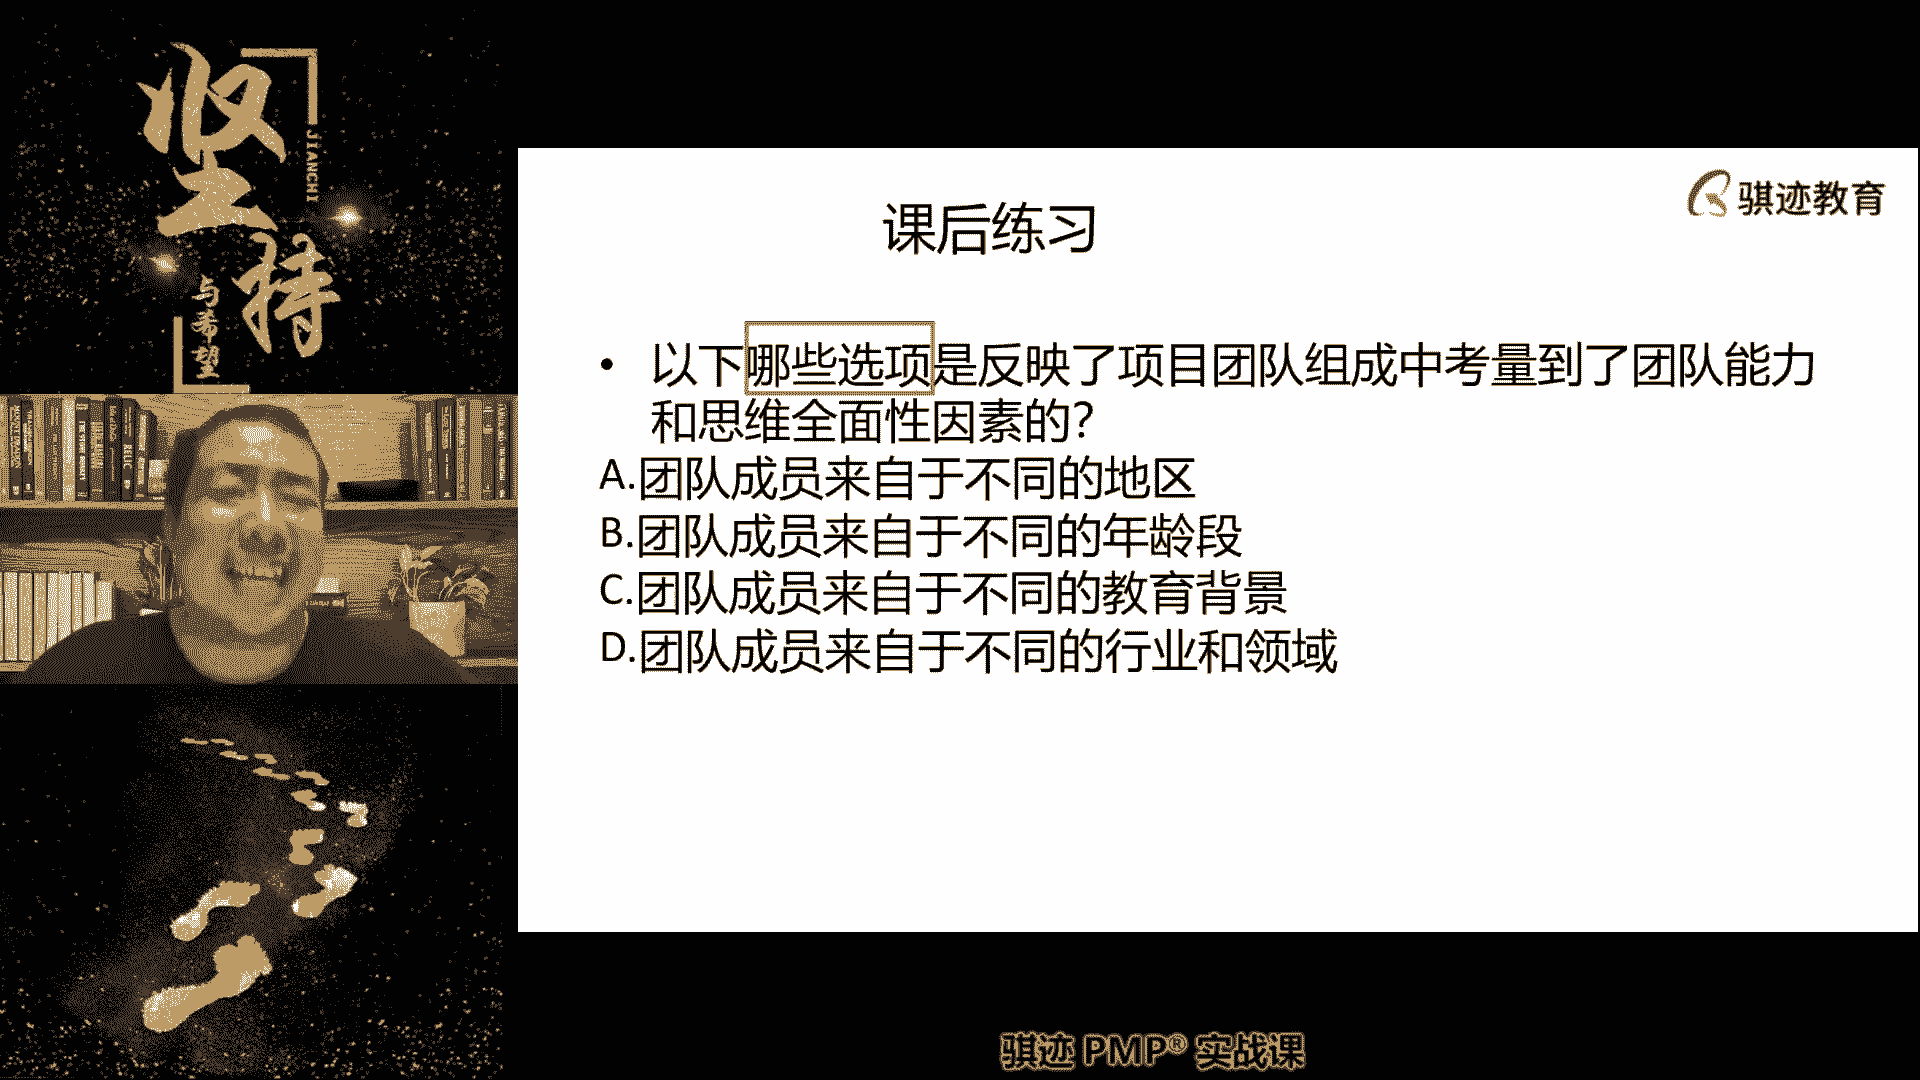 坚持
JIANCHI
与希望
骐迹教育
课后练习
• 以下哪些选项是反映了项目团队组成中考量到了团队能力
和思维全面性因素的?
A.团队成员来自于不同的地区
B.团队成员来自于不同的年龄段
C.团队成员来自于不同的教育背景
D.团队成员来自于不同的行业和领域
骐迹 PMP® 实战课